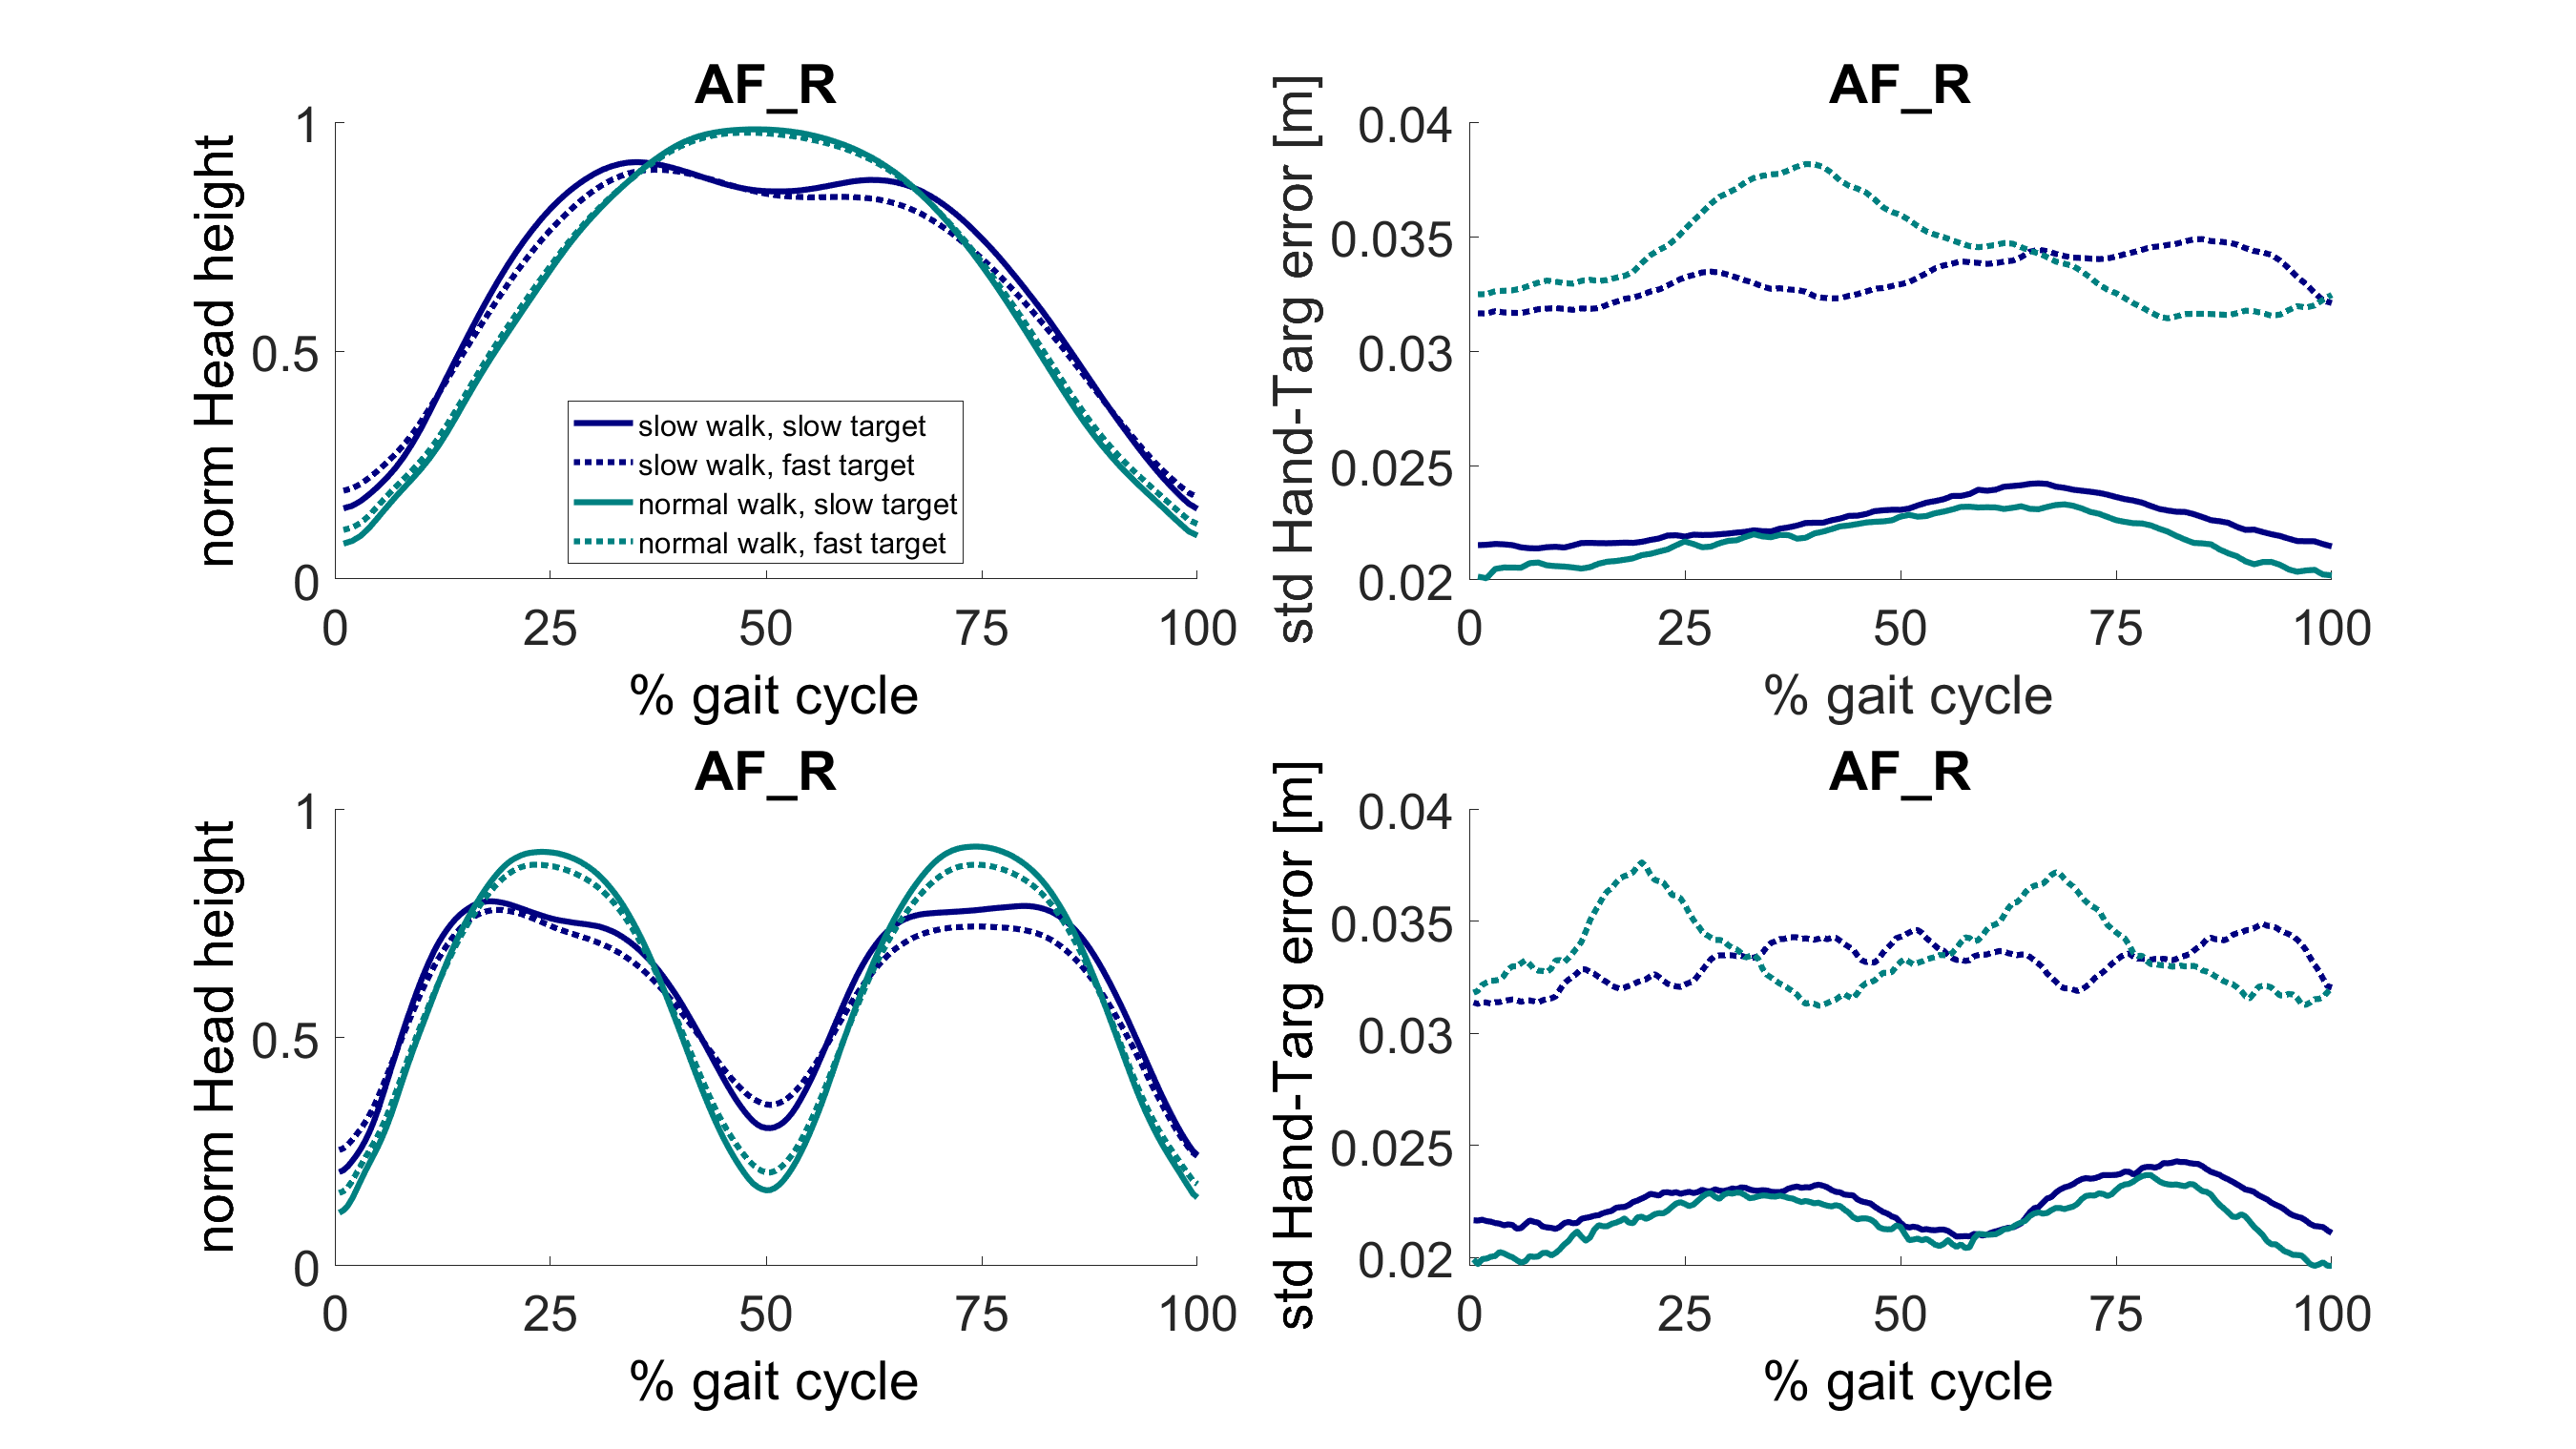 AF_R
norm Head height
1
0.5
0
0 25 50 75 100
% gait cycle
slow walk, slow target
slow walk, fast target
normal walk, slow target
normal walk, fast target
AF_R
std Hand-Targ error [m]
0.04
0.035
0.03
0.025
0.02
0 25 50 75 100
% gait cycle
AF_R
norm Head height
1
0.5
0
0 25 50 75 100
% gait cycle
AF_R
std Hand-Targ error [m]
0.04
0.035
0.03
0.025
0.02
0 25 50 75 100
% gait cycle